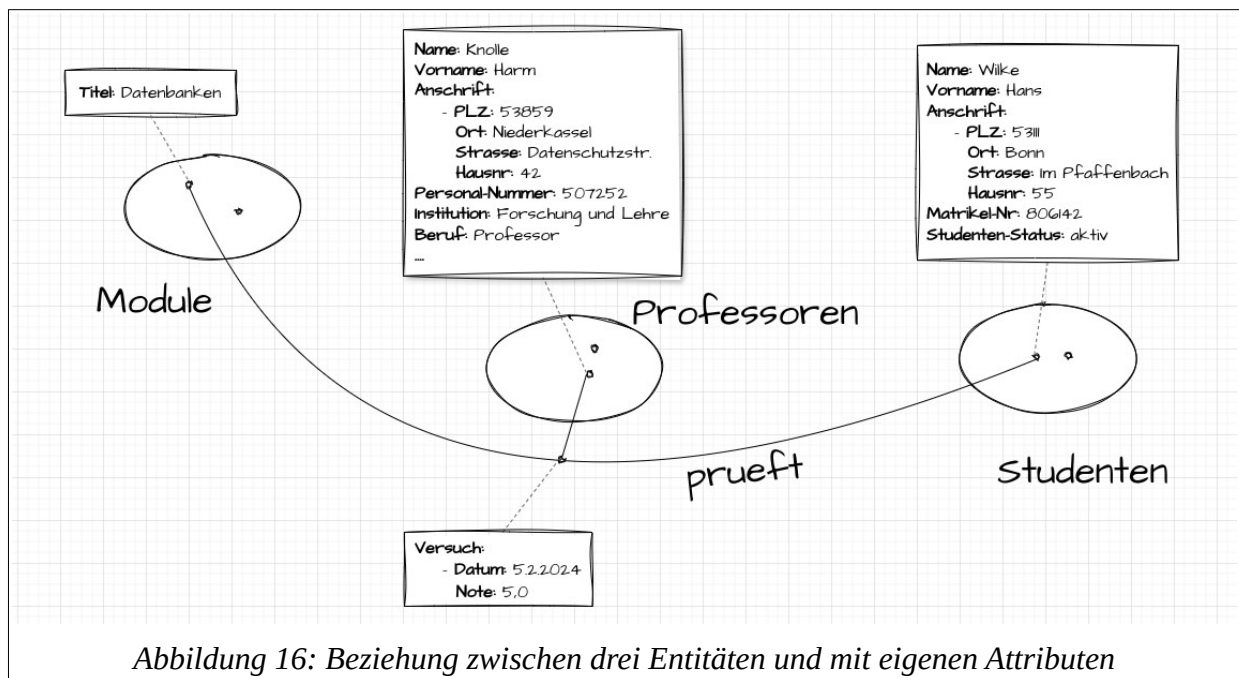 Titel: Datenbanken
Module
Name: Knolle
Vorname: Harm
Anschrift:
- PLZ: 53859
Ort: Niederkassel
Strasse: Datenschutzstr.
Hausnr: 42
Personal-Nummer: 507252
Institution: Forschung und Lehre
Beruf: Professor
....
Professoren
Name: Wilke
Vorname: Hans
Anschrift:
- PLZ: 53111
Ort: Bonn
Strasse: Im Pfaffenbach
Hausnr: 55
Matrikel-Nr: 806142
Studenten-Status: aktiv
Studenten
prueft
Versuch:
- Datum: 5.2.2024
Note: 5,0
Abbildung 16: Beziehung zwischen drei Entitäten und mit eigenen Attributen